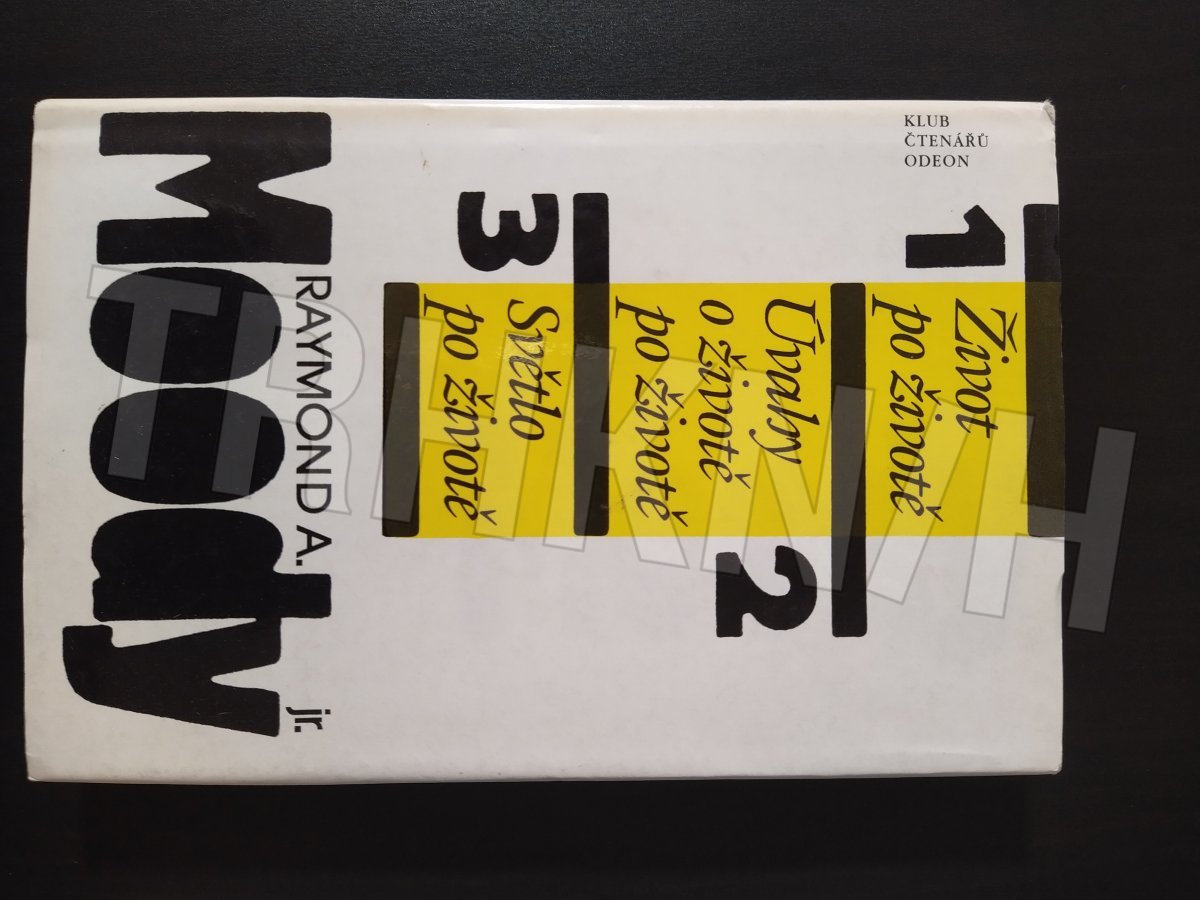 KLUB
ČTENÁŘŮ
ODEON
1
Život
po životě
2
Úvahy
o životě
po životě
3
Světlo
po životě
RAYMOND A.
Moody
jr.
TRHKNIH